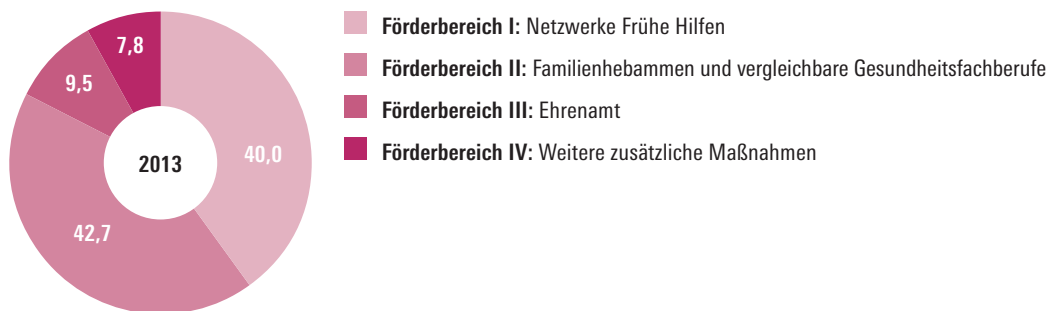 7,8
9,5
2013
40,0
42,7
Förderbereich I: Netzwerke Frühe Hilfen
Förderbereich II: Familienhebammen und vergleichbare Gesundheitsfachberufe
Förderbereich III: Ehrenamt
Förderbereich IV: Weitere zusätzliche Maßnahmen